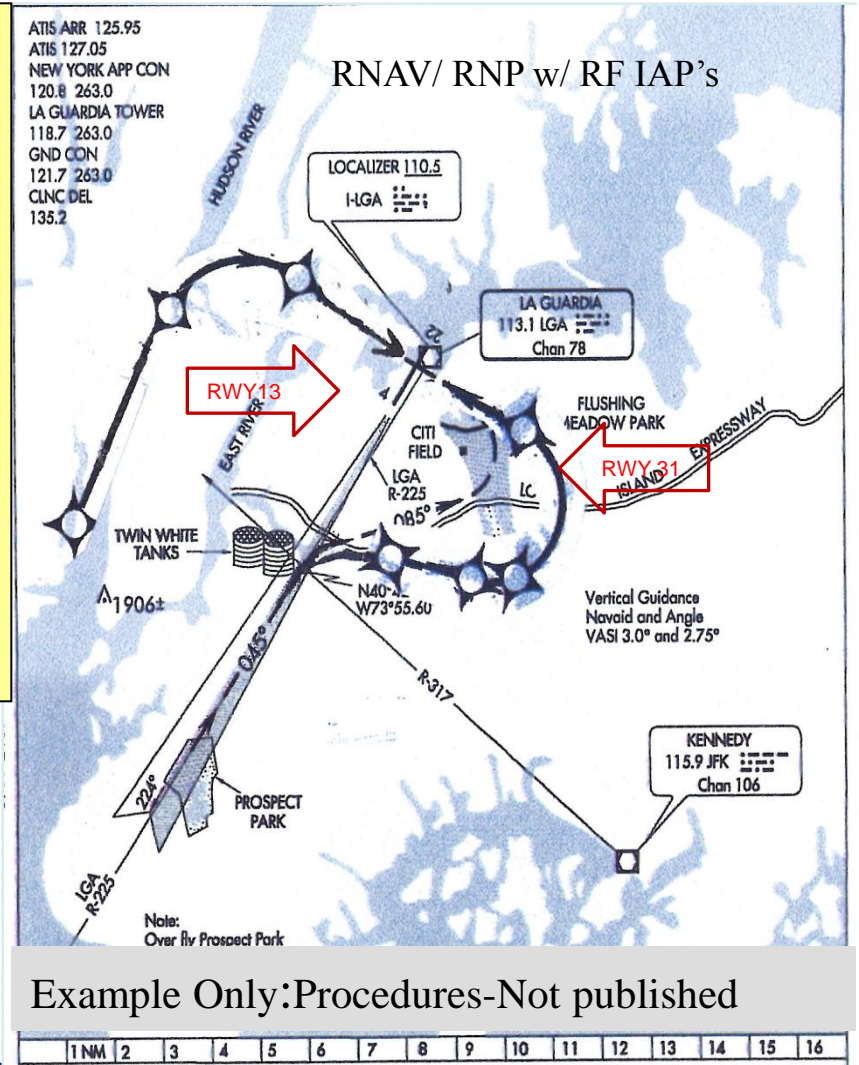 ATIS ARR 125.95
ATIS 127.05
NEW YORK APP CON
120.8 263.0
LA GUARDIA TOWER
118.7 263.0
GND CON
121.7 263.0
CLNC DEL
135.2
RNAV/ RNP w/ RF IAP’s
HUDSON RIVER
LOCALIZER 110.5
I-LGA
LA GUARDIA
113.1 LGA
Chan 78
22
4
RWY13
EAST RIVER
CITI
FIELD
FLUSHING
MEADOW PARK
RWY 31
ISLAND EXPRESSWAY
LGA
R-225
085°
TWIN WHITE
TANKS
1906±
W73°55.60
Vertical Guidance
Navaid and Angle
VASI 3.0° and 2.75°
045°
R-317
KENNEDY
115.9 JFK
Chan 106
224°
PROSPECT
PARK
LGA
R-225
Note:
Over fly Prospect Park
Example Only:Procedures-Not published
1 NM 2 3 4 5 6 7 8 9 10 11 12 13 14 15 16